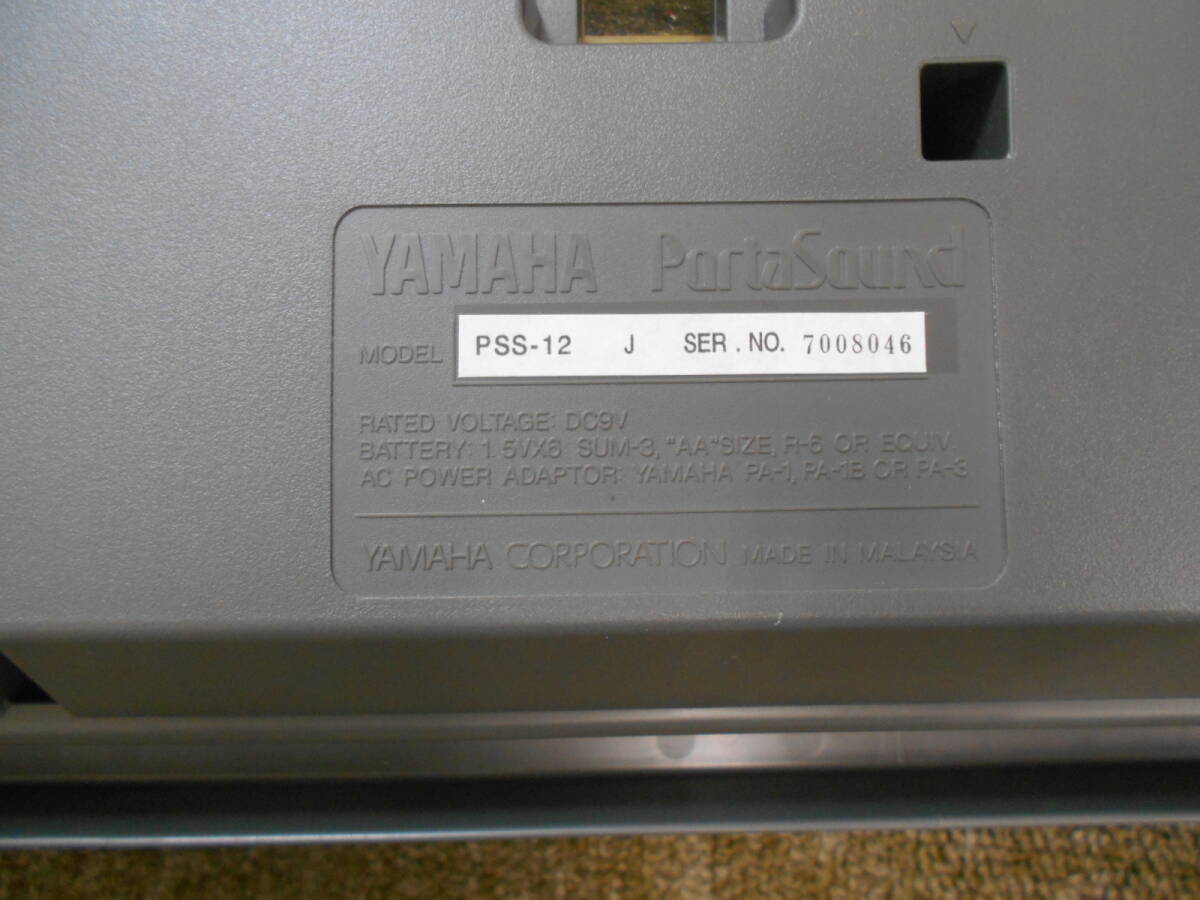 YAMAHA PortaSound
MODEL PSS-12 J SER . NO. 7008046
RATED VOLTAGE: DC9V
BATTERY: 1.5VX6 SUM-3, "AA"SIZE, R-6 OR EQUIV.
AC POWER ADAPTOR: YAMAHA PA-1, PA-1B OR PA-3
YAMAHA CORPORATION MADE IN MALAYSIA